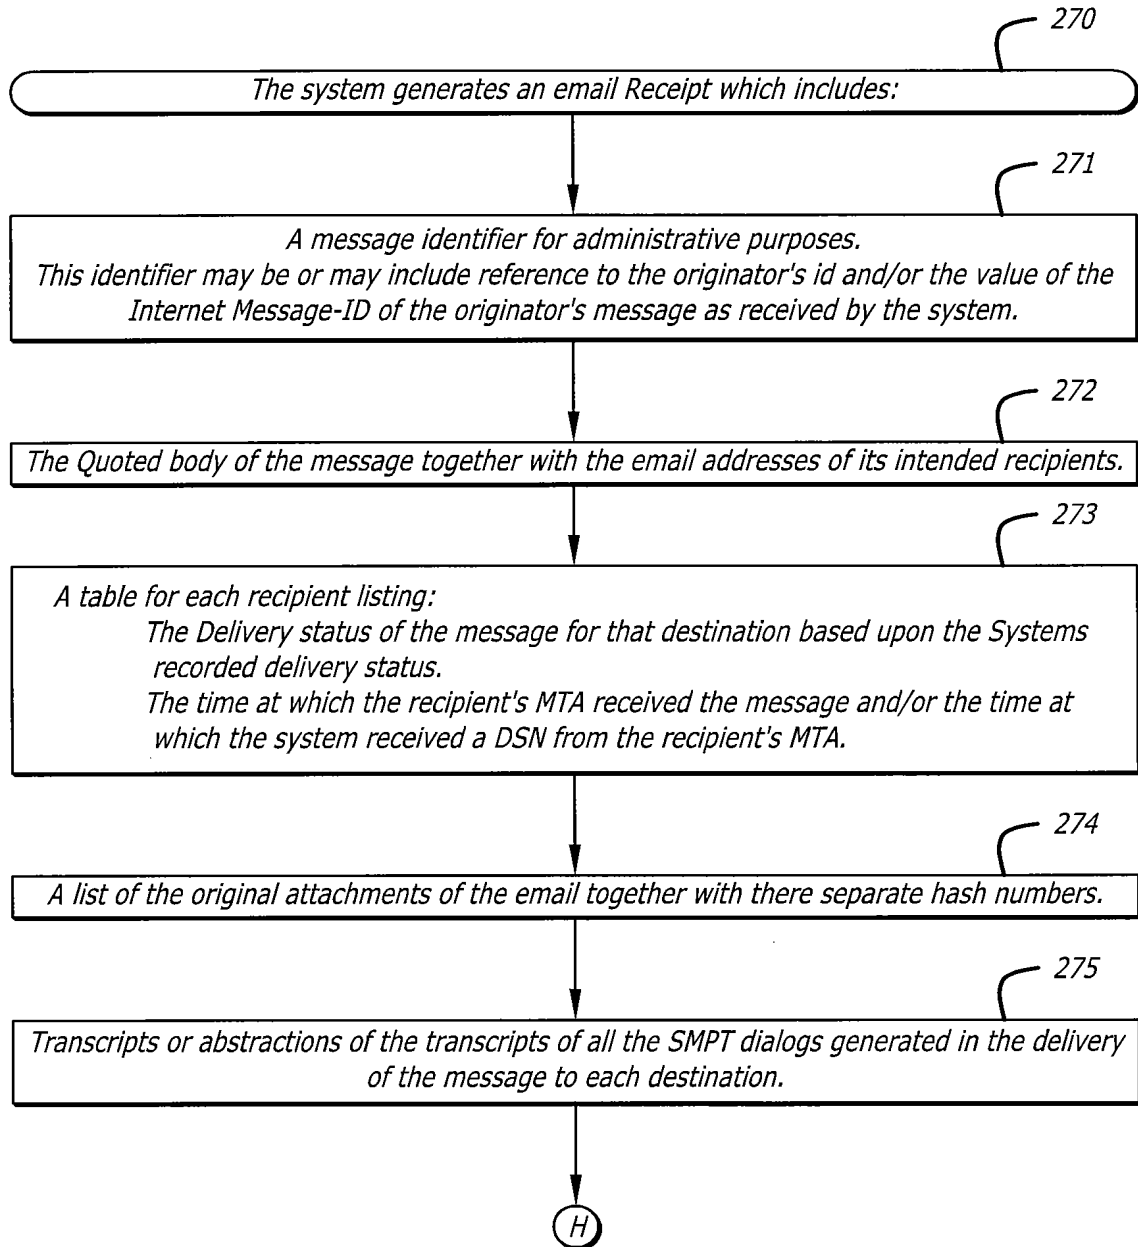 270
The system generates an email Receipt which includes:
271
A message identifier for administrative purposes.
This identifier may be or may include reference to the originator's id and/or the value of the
Internet Message-ID of the originator's message as received by the system.
272
The Quoted body of the message together with the email addresses of its intended recipients.
273
A table for each recipient listing:
The Delivery status of the message for that destination based upon the Systems
recorded delivery status.
The time at which the recipient's MTA received the message and/or the time at
which the system received a DSN from the recipient's MTA.
274
A list of the original attachments of the email together with there separate hash numbers.
275
Transcripts or abstractions of the transcripts of all the SMPT dialogs generated in the delivery
of the message to each destination.
H